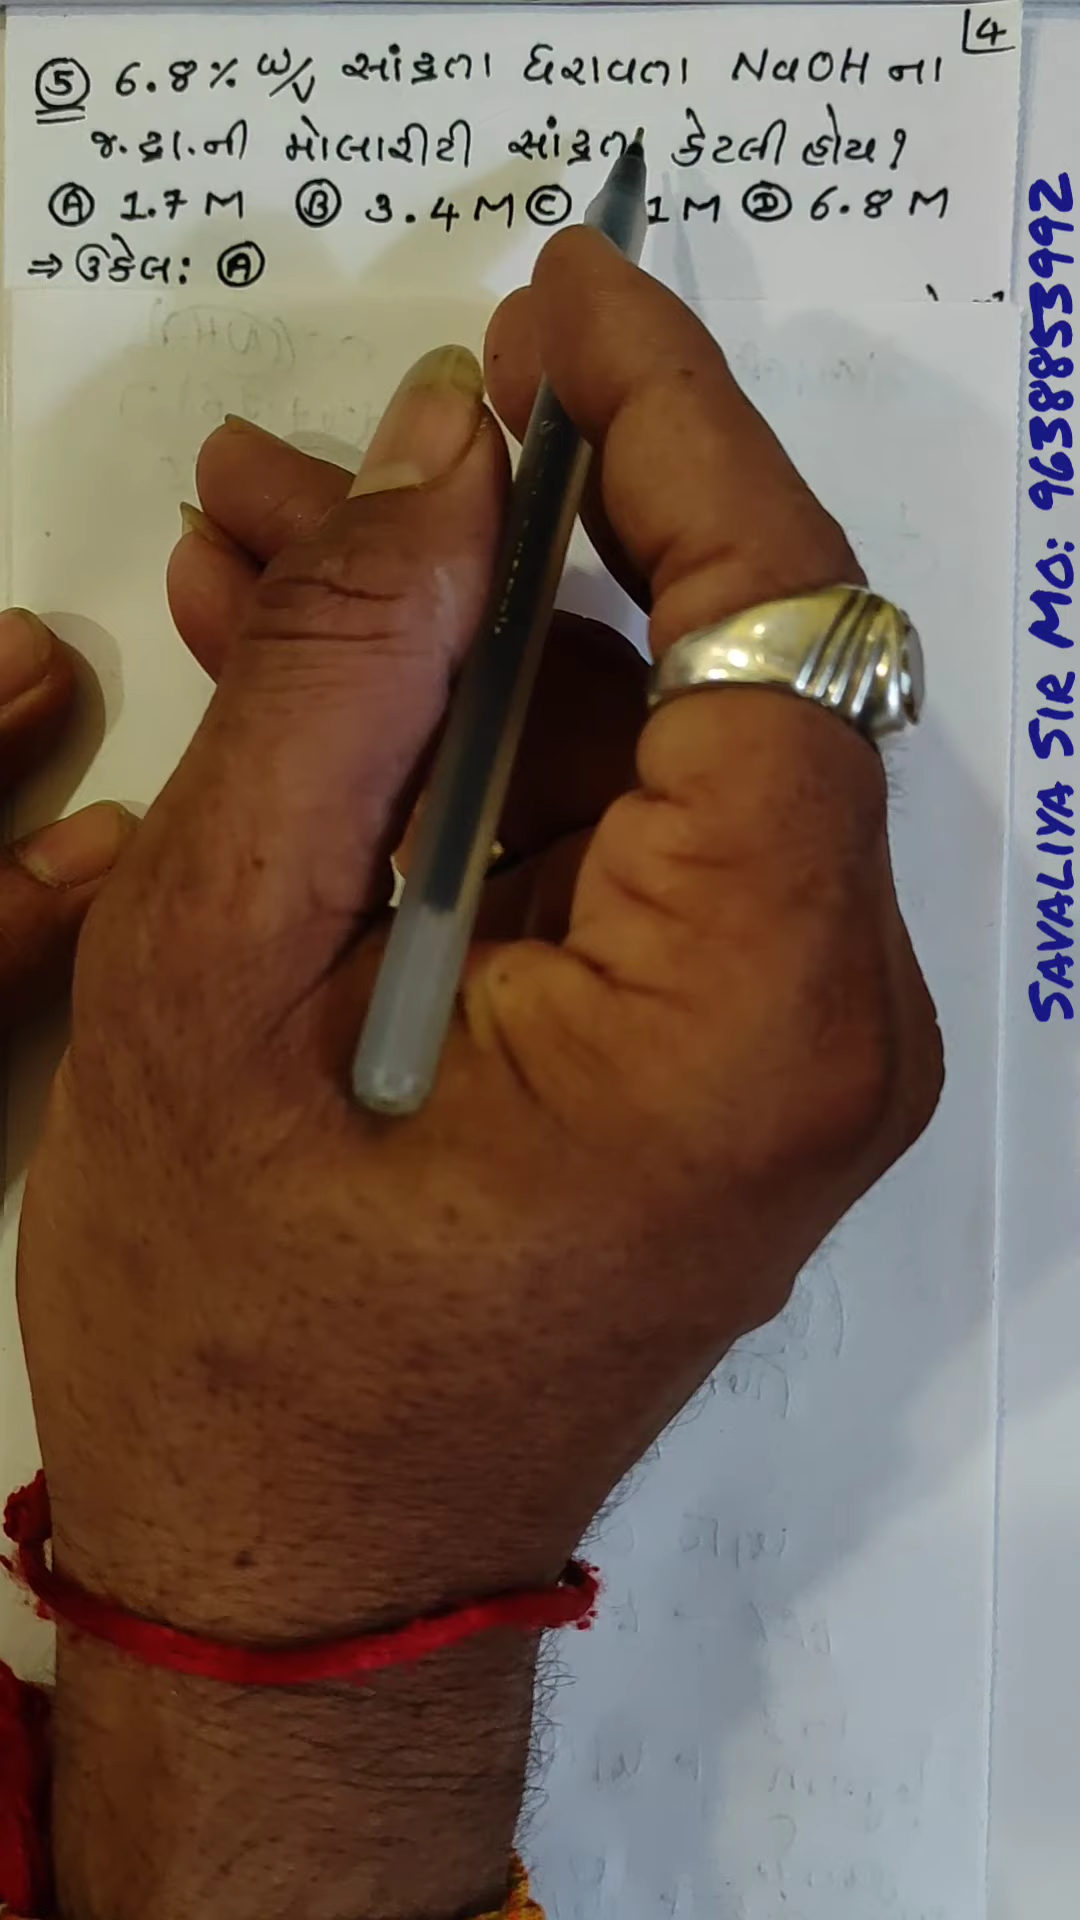 4
5 6.8% w/v સાંદ્રતા ધરાવતા NaOH ના
જ.દ્રા.ની મોલારીટી સાંદ્રતા કેટલી હોય?
A 1.7 M B 3.4 M C 1 M D 6.8 M
⇒ ઉકેલ: A
SAVALIYA SIR MO: 9638853992